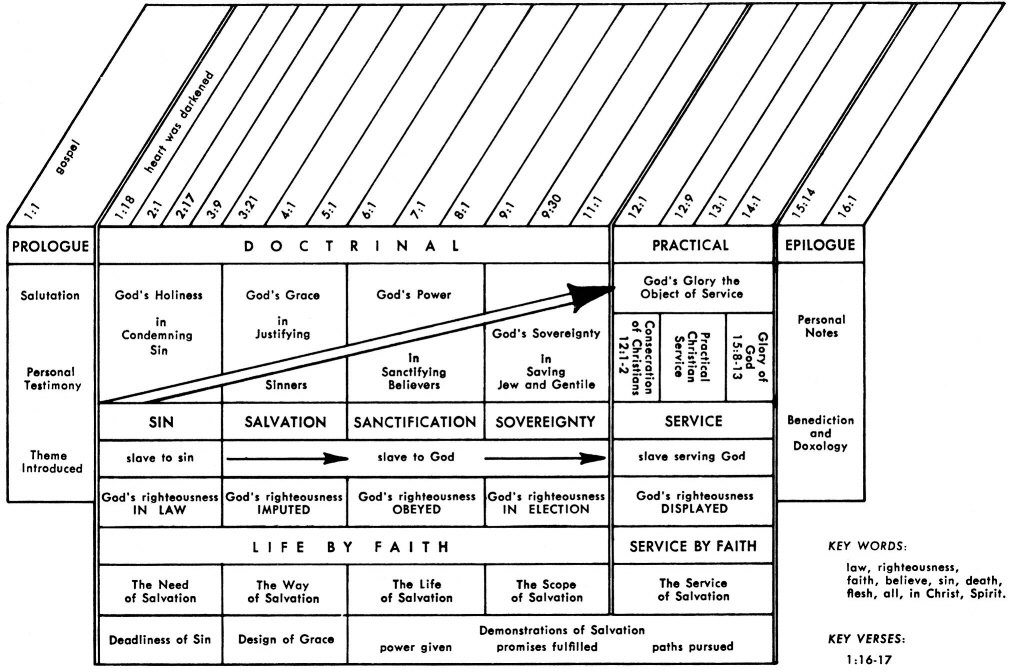 gospel
heart was darkened
1:1
1:18
2:1
2:17
3:9
3:21
4:1
5:1
6:1
7:1
8:1
9:1
9:30
11:1
12:1
12:9
13:1
14:1
15:14
16:1
PROLOGUE
DOCTRINAL
PRACTICAL
EPILOGUE
Salutation
Personal
Testimony
Theme
Introduced
God's Holiness
in
Condemning
Sin
God's Grace
in
Justifying
Sinners
God's Power
in
Sanctifying
Believers
God's Sovereignty
in
Saving
Jew and Gentile
God's Glory the
Object of Service
Consecration
of Christians
12:1-2
Practical
Christian
Service
Glory of
God
15:8-13
Personal
Notes
Benediction
and
Doxology
SIN
SALVATION
SANCTIFICATION
SOVEREIGNTY
SERVICE
slave to sin
slave to God
slave serving God
God's righteousness
IN LAW
God's righteousness
IMPUTED
God's righteousness
OBEYED
God's righteousness
IN ELECTION
God's righteousness
DISPLAYED
LIFE BY FAITH
SERVICE BY FAITH
The Need
of Salvation
The Way
of Salvation
The Life
of Salvation
The Scope
of Salvation
The Service
of Salvation
Deadliness of Sin
Design of Grace
Demonstrations of Salvation
power given
promises fulfilled
paths pursued
KEY WORDS:
law, righteousness,
faith, believe, sin, death,
flesh, all, in Christ, Spirit.
KEY VERSES:
1:16-17